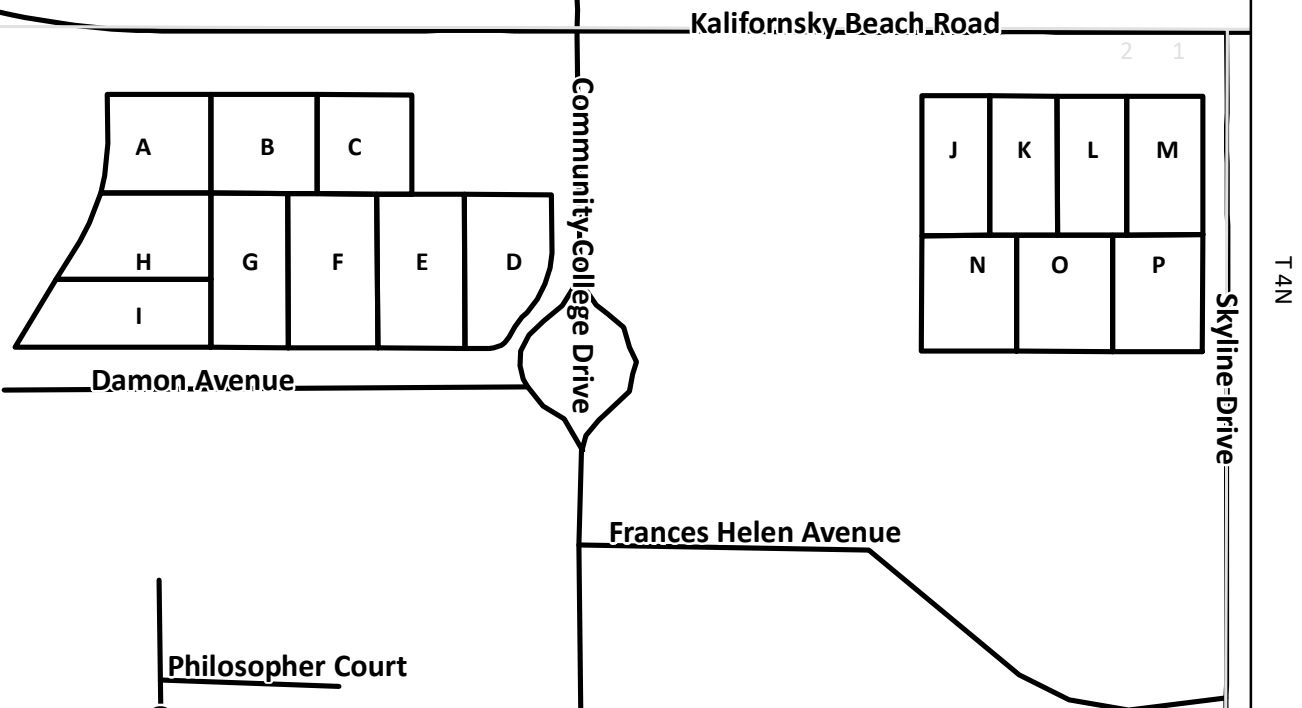 Kalifornsky Beach Road
2 1
Community College Drive
A B C
J K L M
H G F E D
N O P
I
T 4N
Skyline Drive
Damon Avenue
Frances Helen Avenue
Philosopher Court